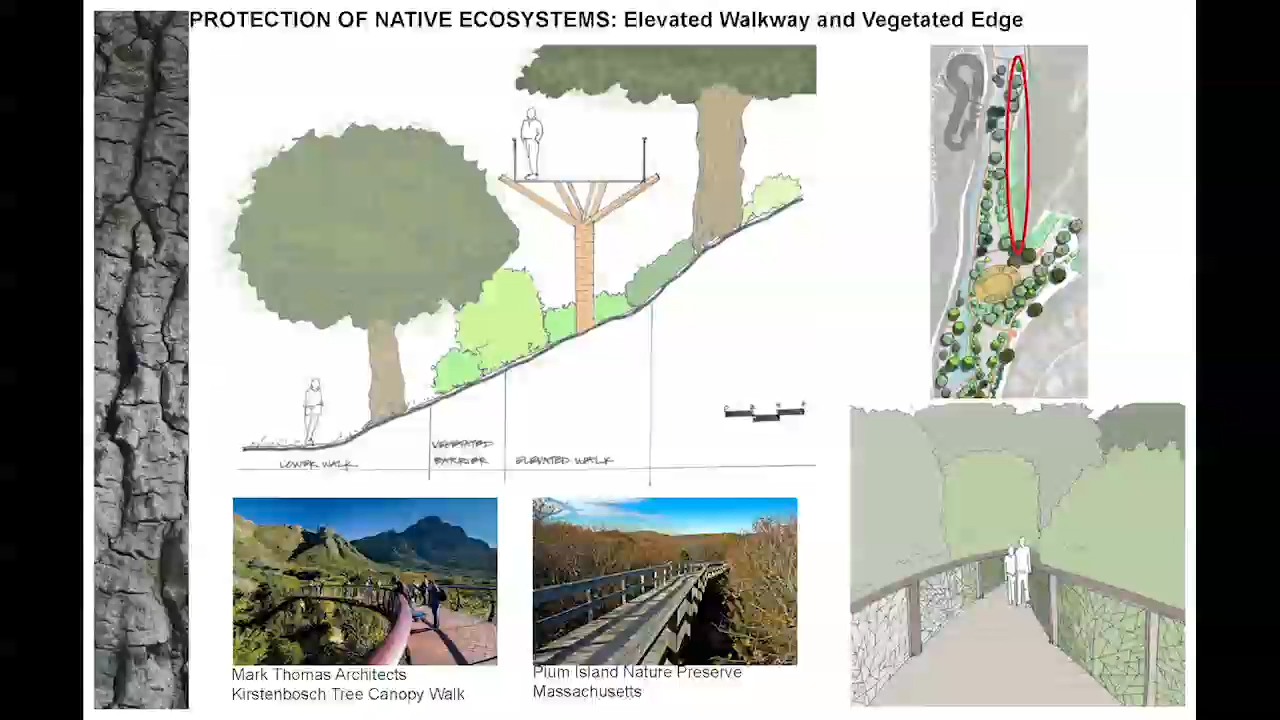 PROTECTION OF NATIVE ECOSYSTEMS: Elevated Walkway and Vegetated Edge
LOWER WALK
VEGETATED
BARRIER
ELEVATED WALK
Mark Thomas Architects
Kirstenbosch Tree Canopy Walk
Plum Island Nature Preserve
Massachusetts